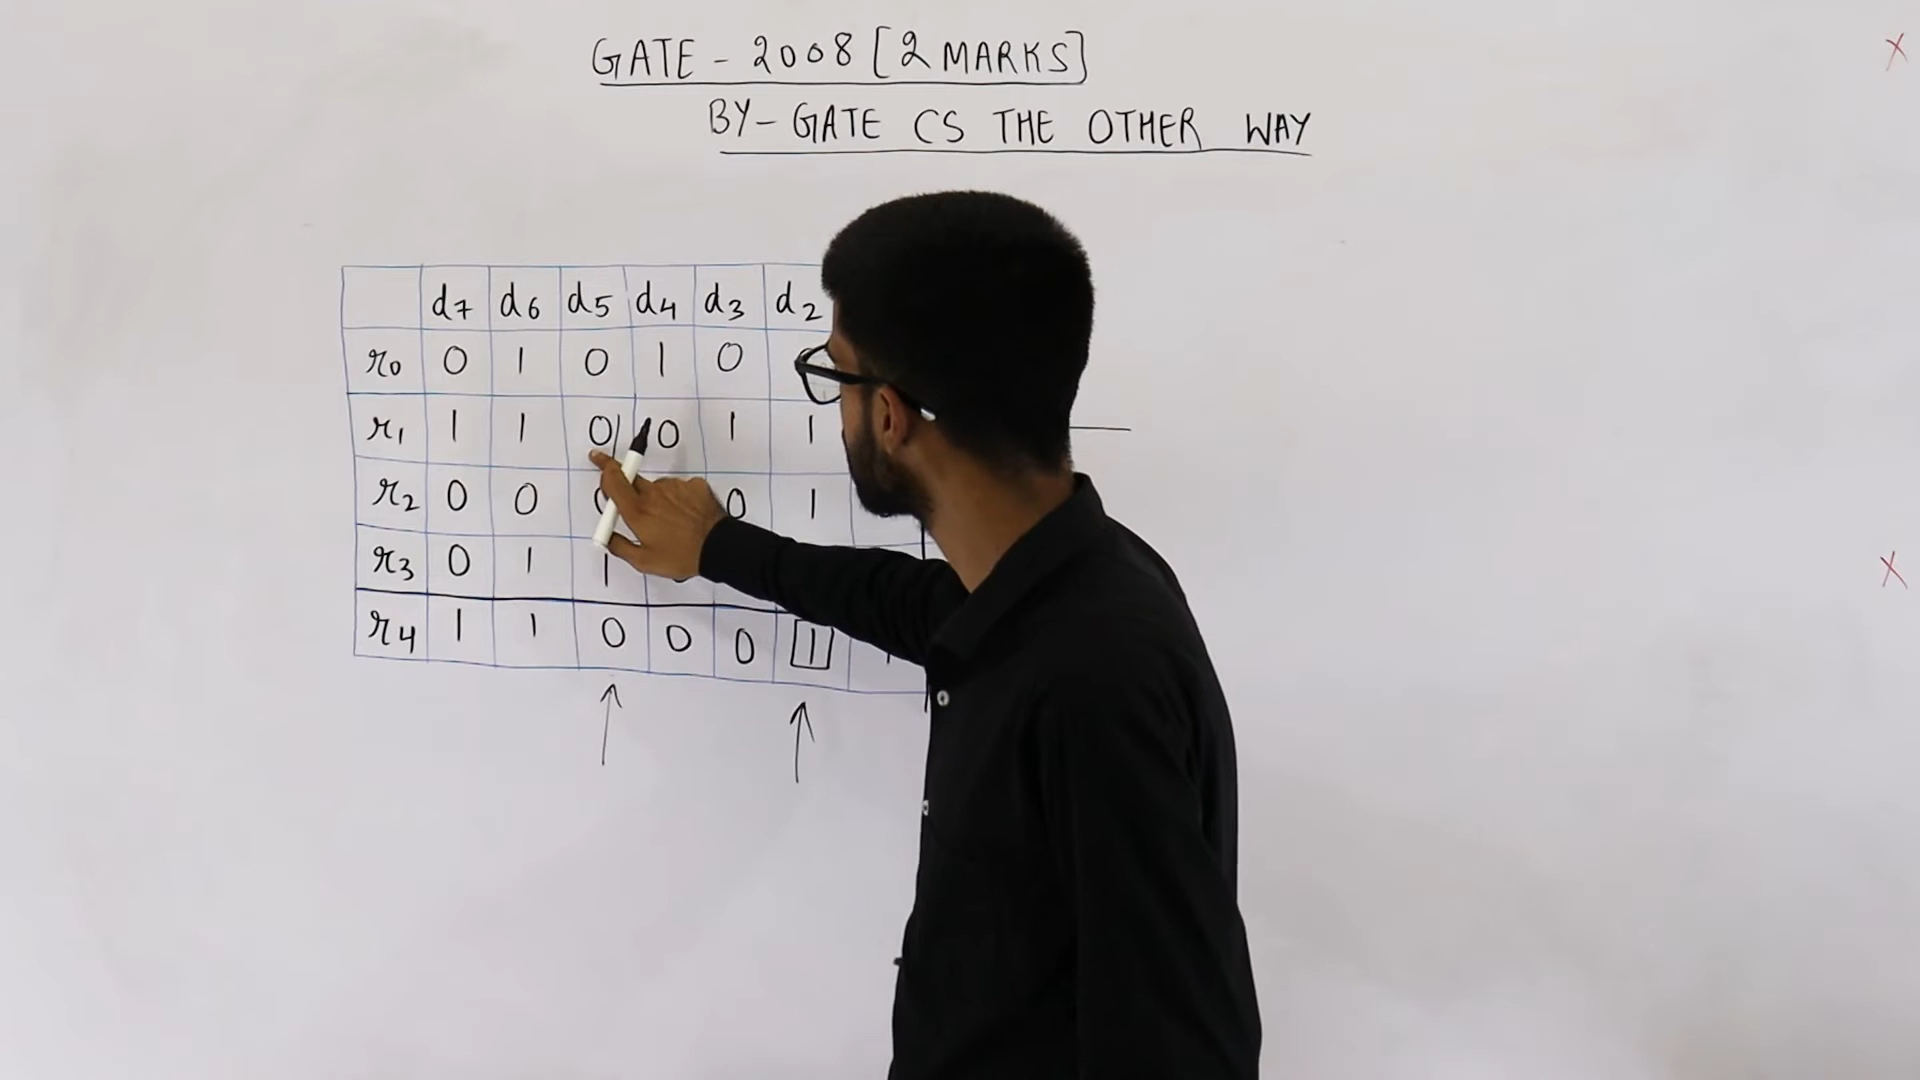 GATE - 2008 [2 MARKS]
BY - GATE CS THE OTHER WAY
d7 d6 d5 d4 d3 d2
r0 0 1 0 1 0
r1 1 1 0 0 1 1
r2 0 0 0 1
r3 0 1 1
r4 1 1 0 0 0 1